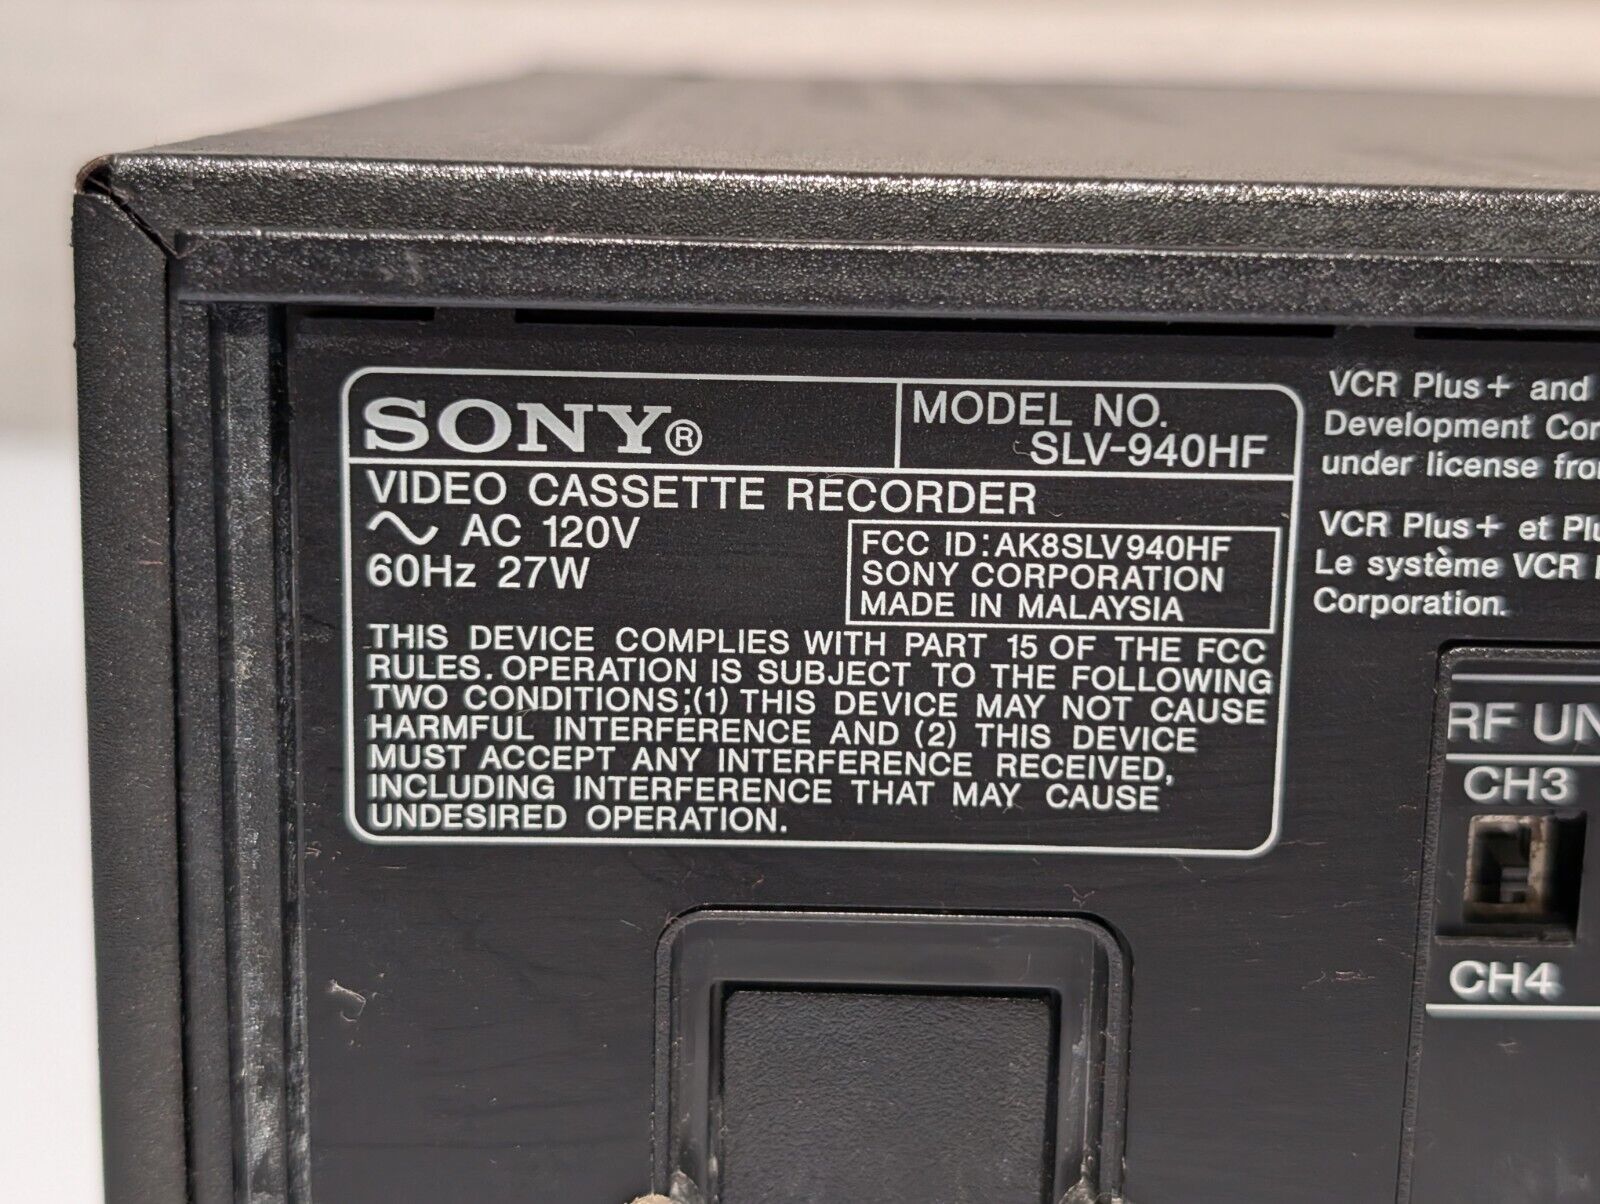 SONY®
MODEL NO.
SLV-940HF
VIDEO CASSETTE RECORDER
∼ AC 120V
60Hz 27W
FCC ID:AK8SLV940HF
SONY CORPORATION
MADE IN MALAYSIA
THIS DEVICE COMPLIES WITH PART 15 OF THE FCC
RULES. OPERATION IS SUBJECT TO THE FOLLOWING
TWO CONDITIONS;(1) THIS DEVICE MAY NOT CAUSE
HARMFUL INTERFERENCE AND (2) THIS DEVICE
MUST ACCEPT ANY INTERFERENCE RECEIVED,
INCLUDING INTERFERENCE THAT MAY CAUSE
UNDESIRED OPERATION.
VCR Plus+ and
Development
under license
VCR Plus+ et
Le système VCR
Corporation.
RF
CH3
CH4